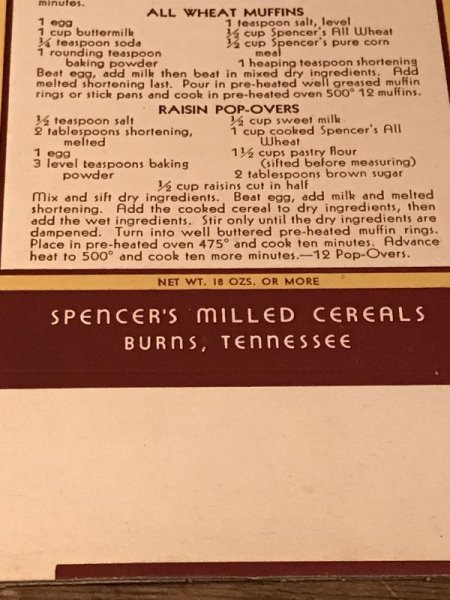 minutes.
ALL WHEAT MUFFINS
1 egg
1 cup buttermilk
¼ teaspoon soda
1 rounding teaspoon
baking powder
1 teaspoon salt, level
½ cup Spencer's All Wheat
½ cup Spencer's pure corn
meal
1 heaping teaspoon shortening
Beat egg, add milk then beat in mixed dry ingredients. Add
melted shortening last. Pour in pre-heated well greased muffin
rings or stick pans and cook in pre-heated oven 500° 12 muffins.
RAISIN POP-OVERS
½ teaspoon salt
2 tablespoons shortening,
melted
1 egg
3 level teaspoons baking
powder
½ cup sweet milk
1 cup cooked Spencer's All
Wheat
1½ cups pastry flour
(sifted before measuring)
2 tablespoons brown sugar
½ cup raisins cut in half
Mix and sift dry ingredients. Beat egg, add milk and melted
shortening. Add the cooked cereal to dry ingredients, then
add the wet ingredients. Stir only until the dry ingredients are
dampened. Turn into well buttered pre-heated muffin rings.
Place in pre-heated oven 475° and cook ten minutes. Advance
heat to 500° and cook ten more minutes.—12 Pop-Overs.
NET WT. 18 OZS. OR MORE
SPENCER'S MILLED CEREALS
BURNS, TENNESSEE